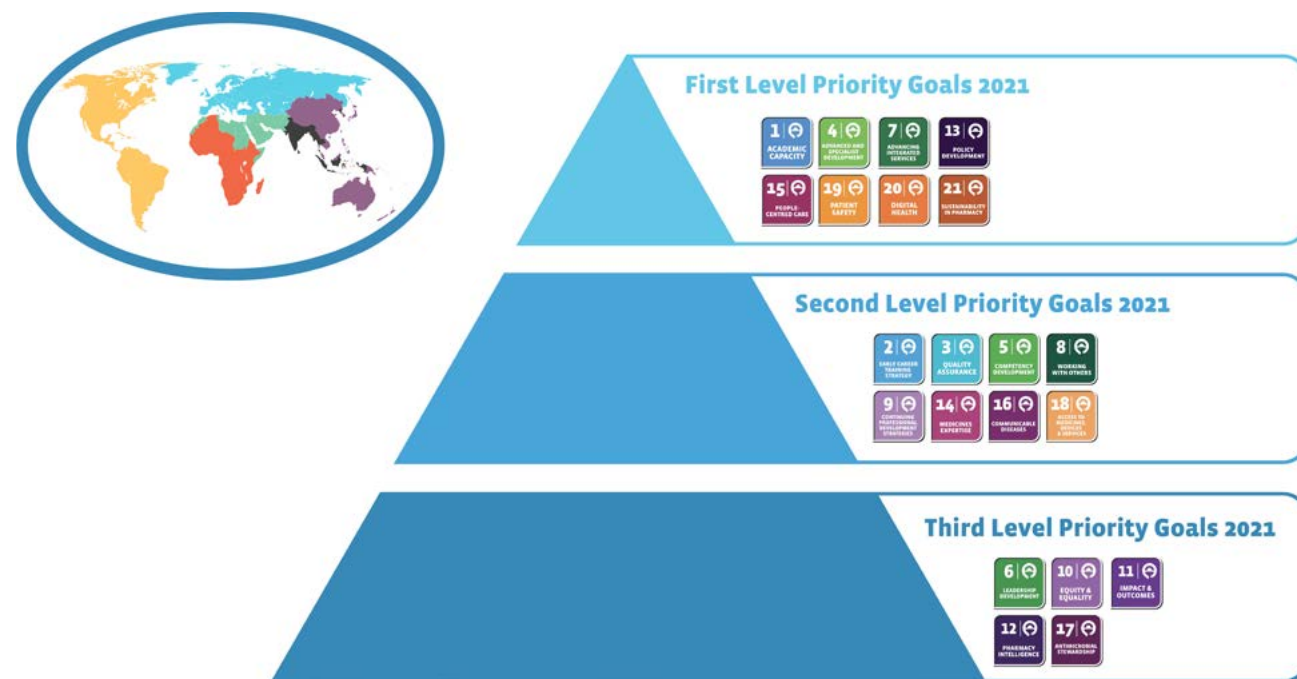 First Level Priority Goals 2021
1
ACADEMIC
CAPACITY
4
ADVANCED AND
SPECIALIST
DEVELOPMENT
7
ADVANCING
INTEGRATED
SERVICES
13
POLICY
DEVELOPMENT
15
PEOPLE-
CENTRED CARE
19
PATIENT
SAFETY
20
DIGITAL
HEALTH
21
SUSTAINABILITY
IN PHARMACY
Second Level Priority Goals 2021
2
EARLY CAREER
TRAINING
STRATEGY
3
QUALITY
ASSURANCE
5
COMPETENCY
DEVELOPMENT
8
WORKING
WITH OTHERS
9
CONTINUING
PROFESSIONAL
DEVELOPMENT
STRATEGIES
14
MEDICINES
EXPERTISE
16
COMMUNICABLE
DISEASES
18
ACCESS TO
MEDICINES,
DEVICES
& SERVICES
Third Level Priority Goals 2021
6
LEADERSHIP
DEVELOPMENT
10
EQUITY &
EQUALITY
11
IMPACT &
OUTCOMES
12
PHARMACY
INTELLIGENCE
17
ANTIMICROBIAL
STEWARDSHIP